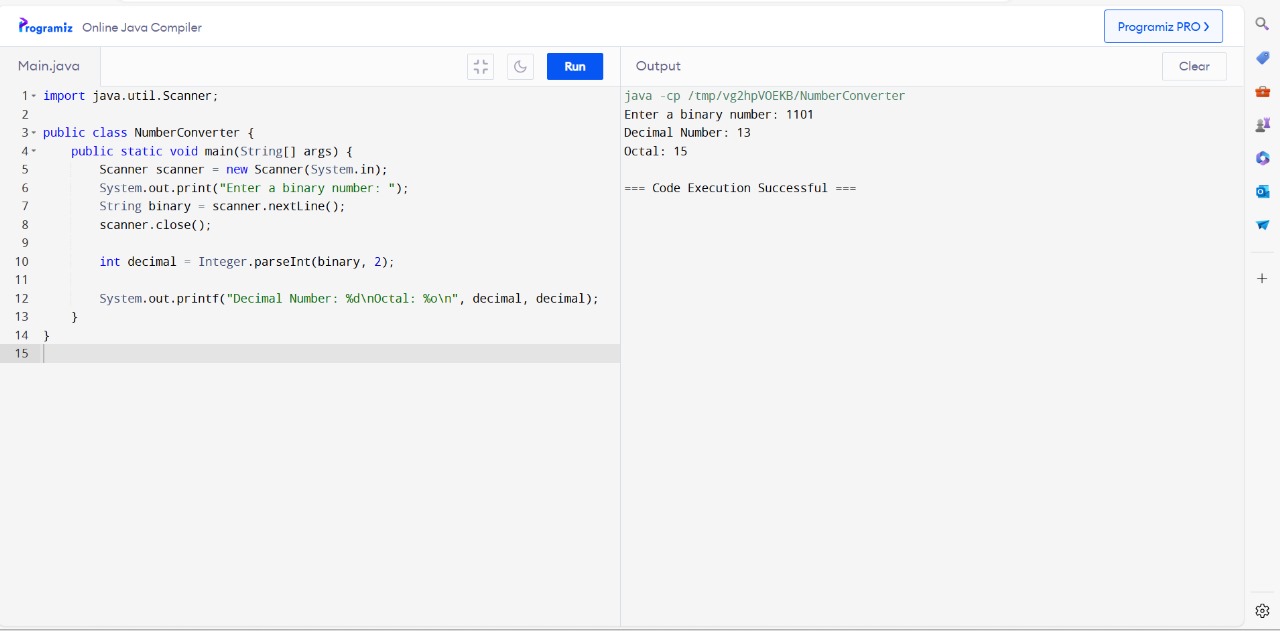 Programiz Online Java Compiler
Programiz PRO
Main.java
Run
Output
Clear
1 import java.util.Scanner;
2
3 public class NumberConverter {
4     public static void main(String[] args) {
5         Scanner scanner = new Scanner(System.in);
6         System.out.print("Enter a binary number: ");
7         String binary = scanner.nextLine();
8         scanner.close();
9
10         int decimal = Integer.parseInt(binary, 2);
11
12         System.out.printf("Decimal Number: %d\nOctal: %o\n", decimal, decimal);
13     }
14 }
15
java -cp /tmp/vg2hpVOEKB/NumberConverter
Enter a binary number: 1101
Decimal Number: 13
Octal: 15
=== Code Execution Successful ===